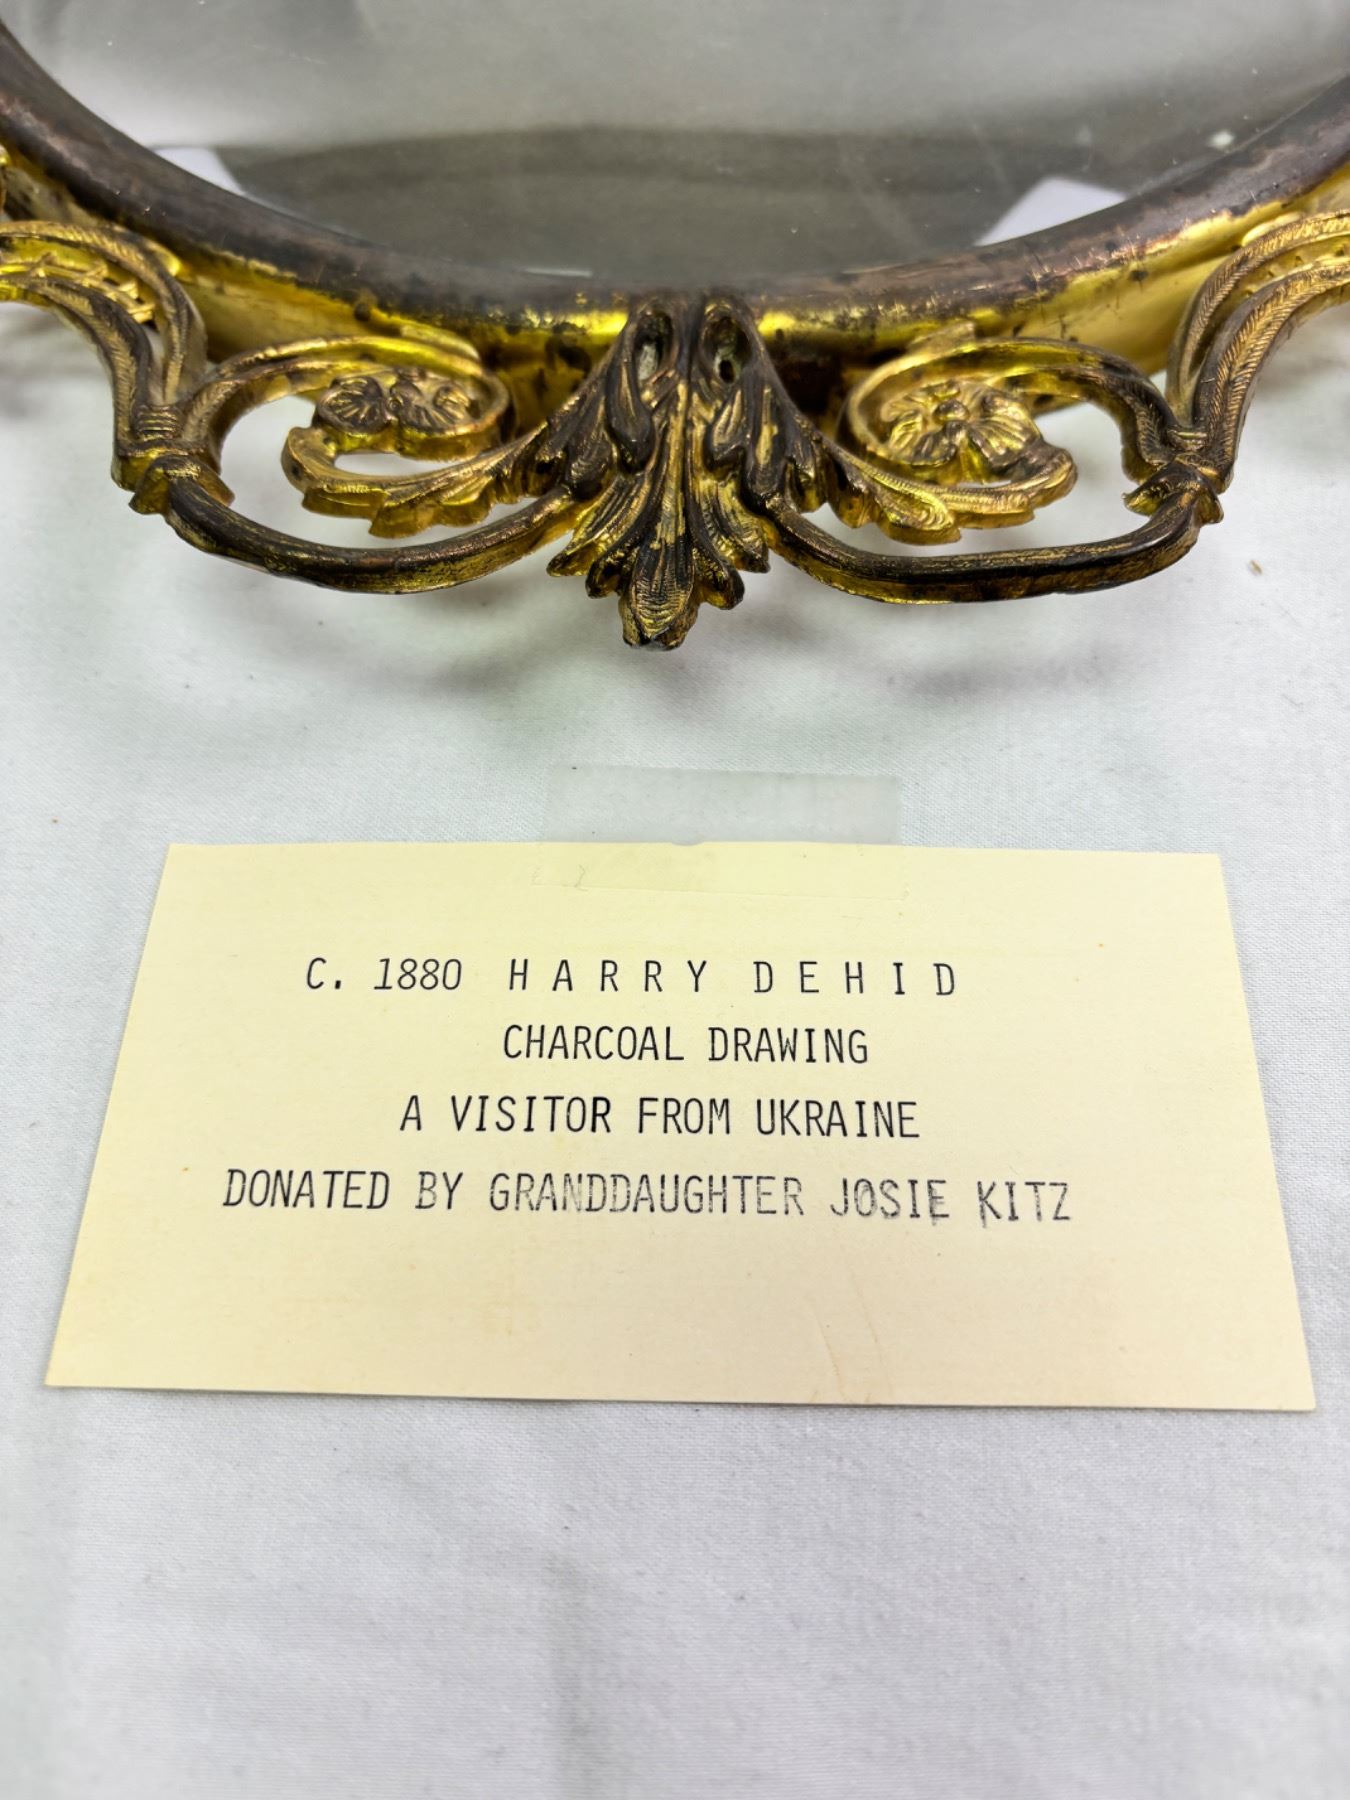 C. 1880 H A R R Y D E H I D
CHARCOAL DRAWING
A VISITOR FROM UKRAINE
DONATED BY GRANDDAUGHTER JOSIE KITZ